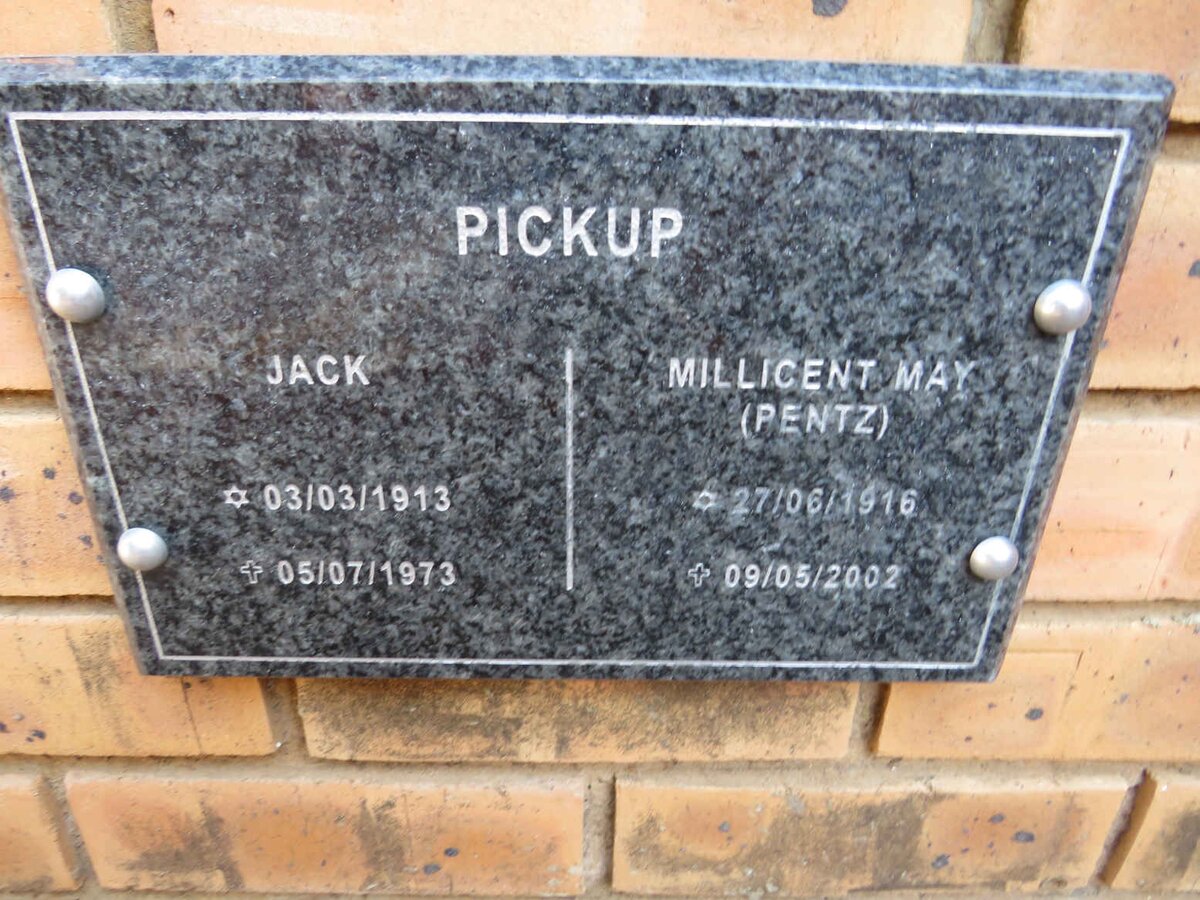 PICKUP
JACK
✡ 03/03/1913
✝ 05/07/1973
MILLICENT MAY
(PENTZ)
✡ 27/06/1916
✝ 09/05/2002